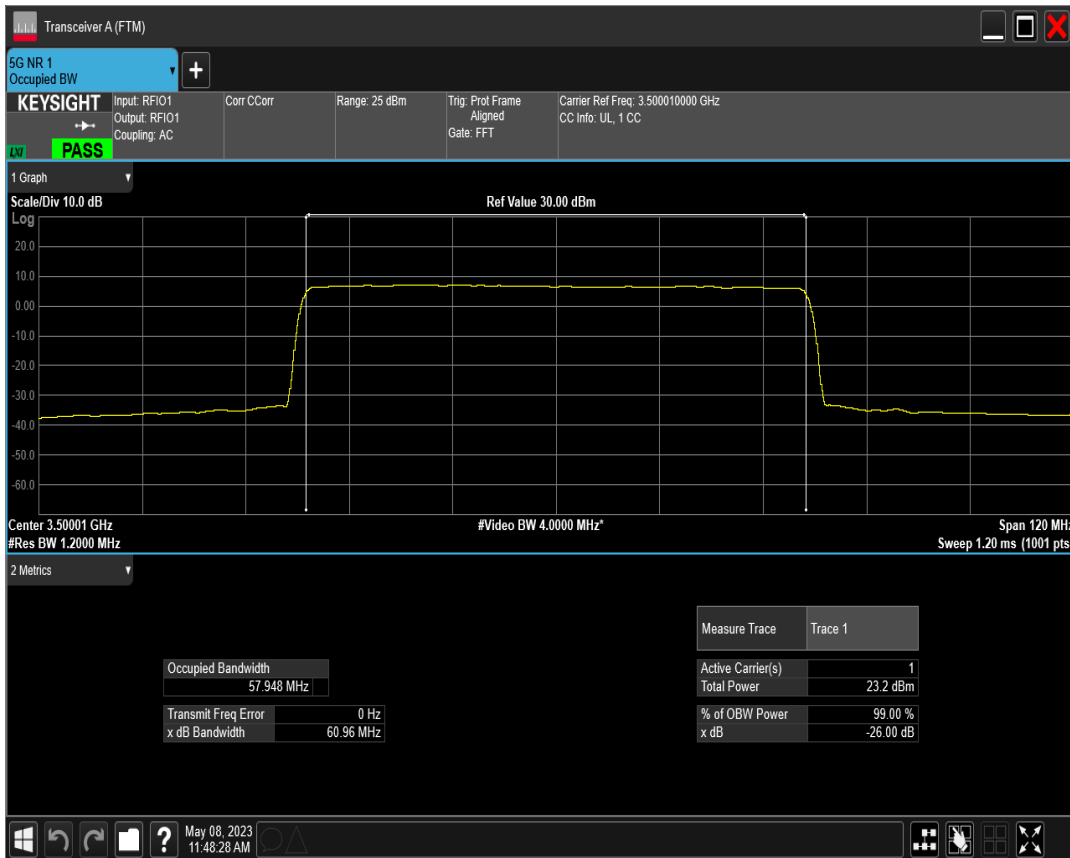 Transceiver A (FTM)
5G NR 1
Occupied BW
+
KEYSIGHT
LXI
PASS
Input: RFIO1
Output: RFIO1
Coupling: AC
Corr CCorr
Range: 25 dBm
Trig: Prot Frame
Aligned
Gate: FFT
Carrier Ref Freq: 3.500010000 GHz
CC Info: UL, 1 CC
1 Graph
Scale/Div 10.0 dB
Ref Value 30.00 dBm
Log
20.0
10.0
0.00
-10.0
-20.0
-30.0
-40.0
-50.0
-60.0
Center 3.50001 GHz
#Video BW 4.0000 MHz*
Span 120 MHz
#Res BW 1.2000 MHz
Sweep 1.20 ms (1001 pts
2 Metrics
Measure Trace Trace 1
Occupied Bandwidth
57.948 MHz
Active Carrier(s) 1
Total Power 23.2 dBm
Transmit Freq Error 0 Hz
x dB Bandwidth 60.96 MHz
% of OBW Power 99.00 %
x dB -26.00 dB
?
May 08, 2023
11:48:28 AM